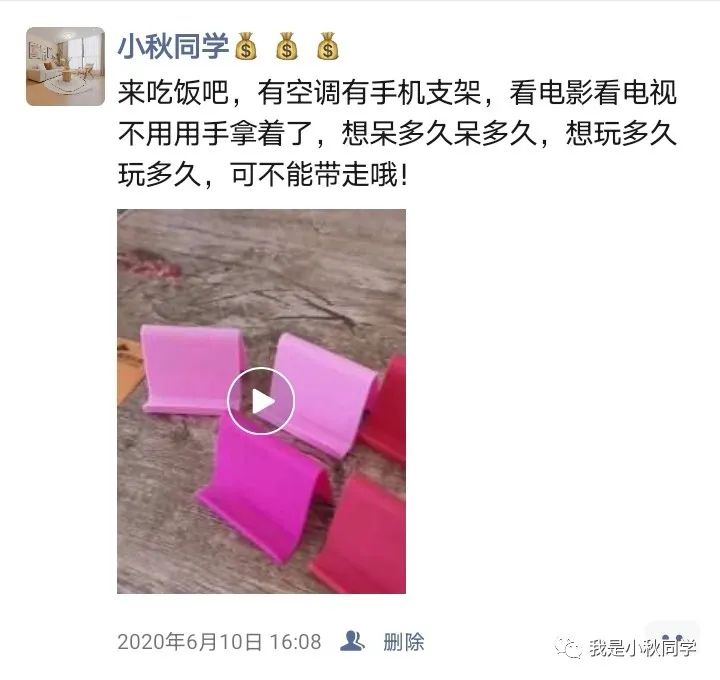 小秋同学💰 💰 💰
来吃饭吧，有空调有手机支架，看电影看电视
不用用手拿着了，想呆多久呆多久，想玩多久
玩多久，可不能带走哦!
2020年6月10日 16:08 删除
我是小秋同学